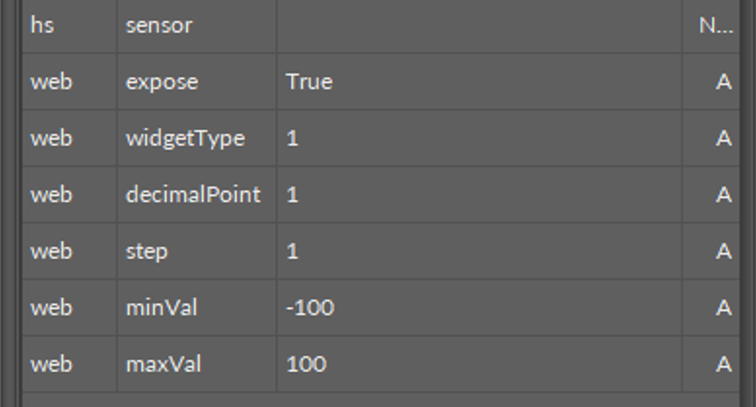 hs sensor N...
web expose True A
web widgetType 1 A
web decimalPoint 1 A
web step 1 A
web minVal -100 A
web maxVal 100 A